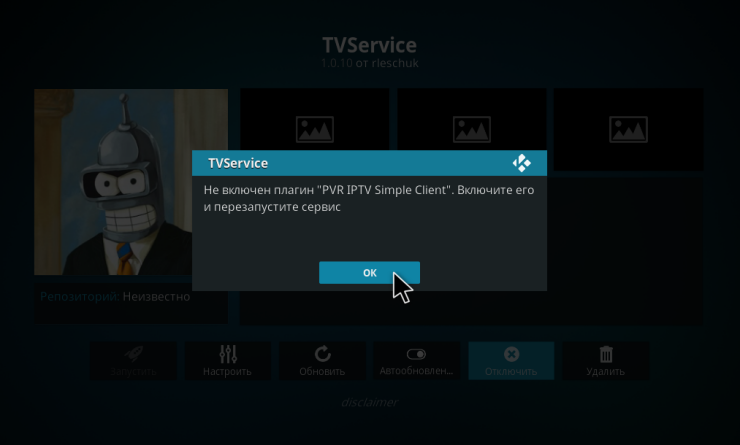 TVService
1.0.10 от rleschuk
TVService
Не включен плагин "PVR IPTV Simple Client". Включите его
и перезапустите сервис
OK
Репозиторий: Неизвестно
Запустить
Настроить
Обновить
Автообновлен...
Отключить
Удалить
disclaimer